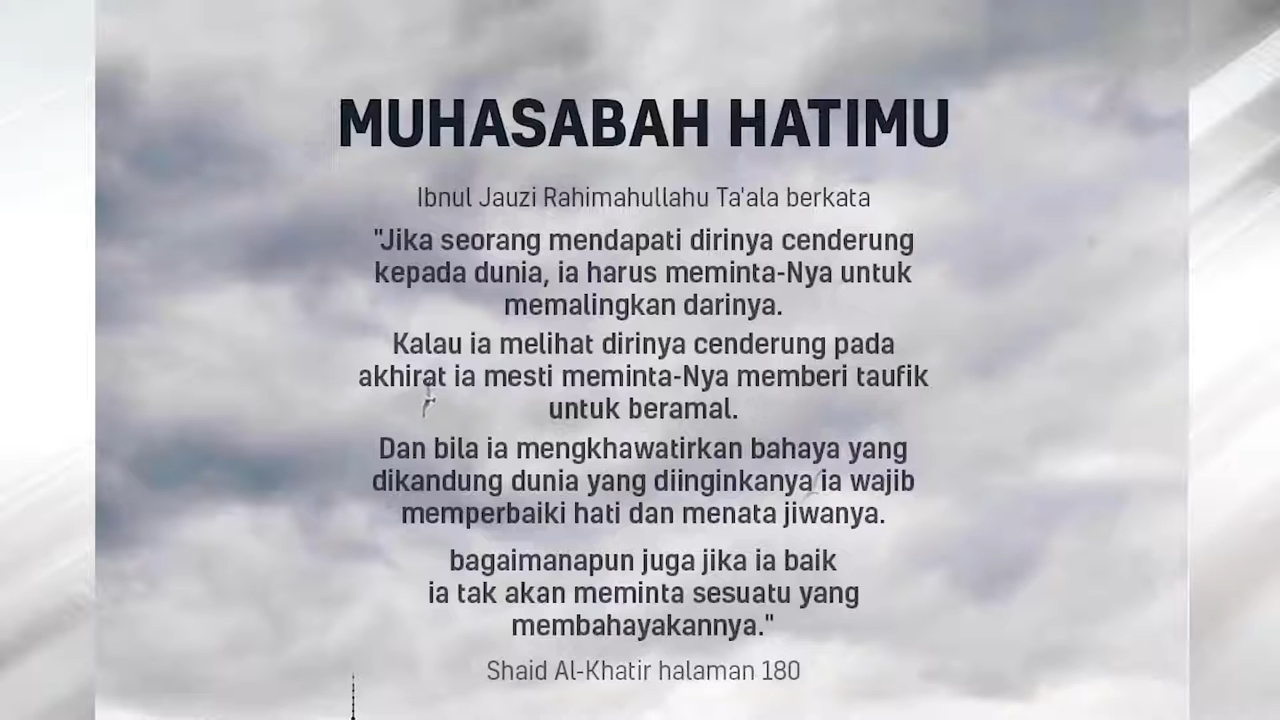 MUHASABAH HATIMU
Ibnul Jauzi Rahimahullahu Ta'ala berkata
"Jika seorang mendapati dirinya cenderung
kepada dunia, ia harus meminta-Nya untuk
memalingkan darinya.
Kalau ia melihat dirinya cenderung pada
akhirat ia mesti meminta-Nya memberi taufik
untuk beramal.
Dan bila ia mengkhawatirkan bahaya yang
dikandung dunia yang diinginkanya ia wajib
memperbaiki hati dan menata jiwanya.
bagaimanapun juga jika ia baik
ia tak akan meminta sesuatu yang
membahayakannya."
Shaid Al-Khatir halaman 180